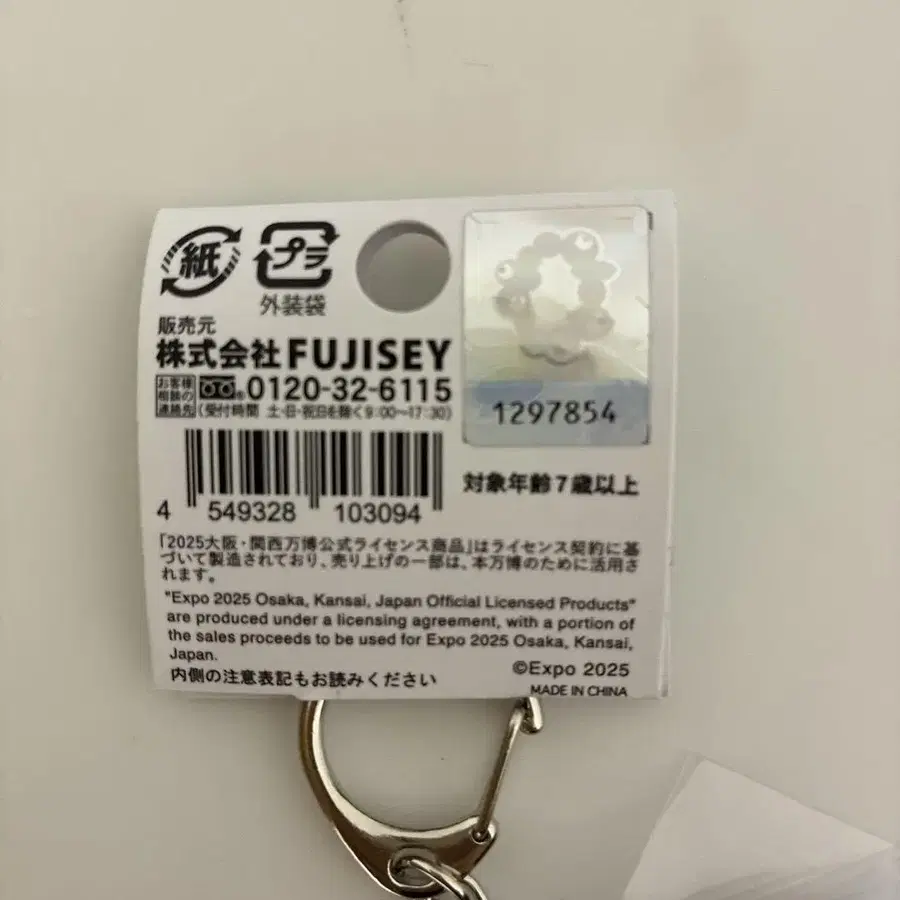 紙
プラ
外装袋
販売元
株式会社FUJISEY
お客様
相談の
連絡先
0120-32-6115
(受付時間 土・日・祝日を除く9:00~17:30)
1297854
対象年齢7歳以上
4 549328 103094
「2025大阪・関西万博公式ライセンス商品」はライセンス契約に基
づいて製造されており、売り上げの一部は、本万博のために活用さ
れます。
"Expo 2025 Osaka, Kansai, Japan Official Licensed Products"
are produced under a licensing agreement, with a portion of
the sales proceeds to be used for Expo 2025 Osaka, Kansai,
Japan.
©Expo 2025
内側の注意表記もお読みください
MADE IN CHINA